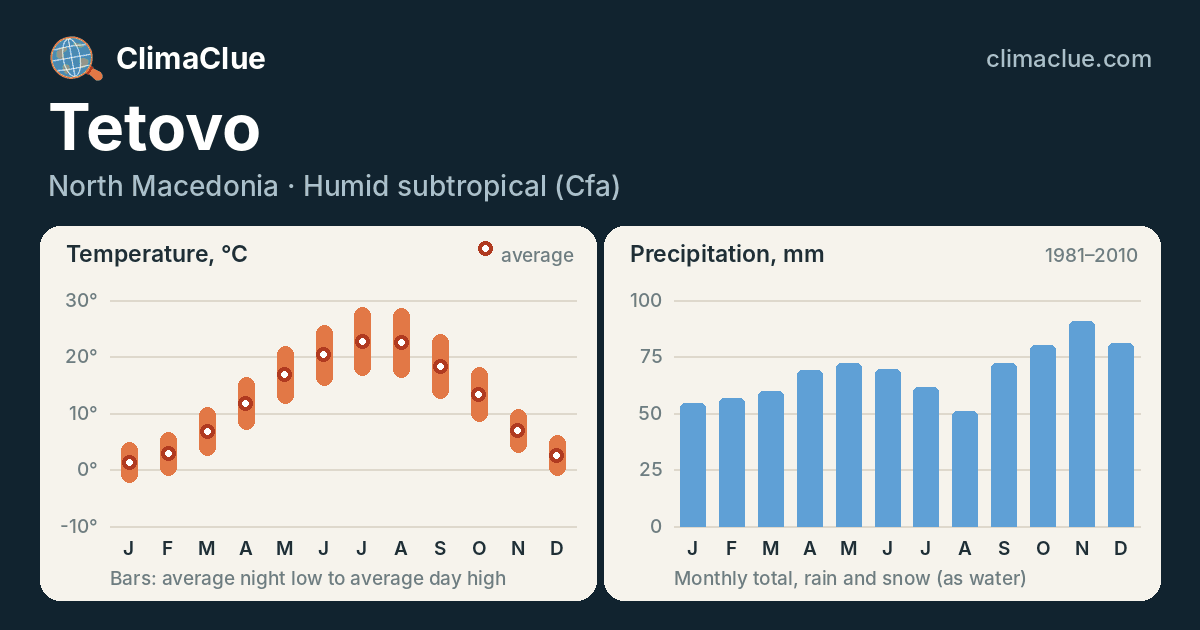 ClimaClue
climaclue.com
Tetovo
North Macedonia · Humid subtropical (Cfa)
Temperature, °C
average
30°
20°
10°
0°
-10°
J F M A M J J A S O N D
Bars: average night low to average day high
Precipitation, mm
1981–2010
100
75
50
25
0
J F M A M J J A S O N D
Monthly total, rain and snow (as water)